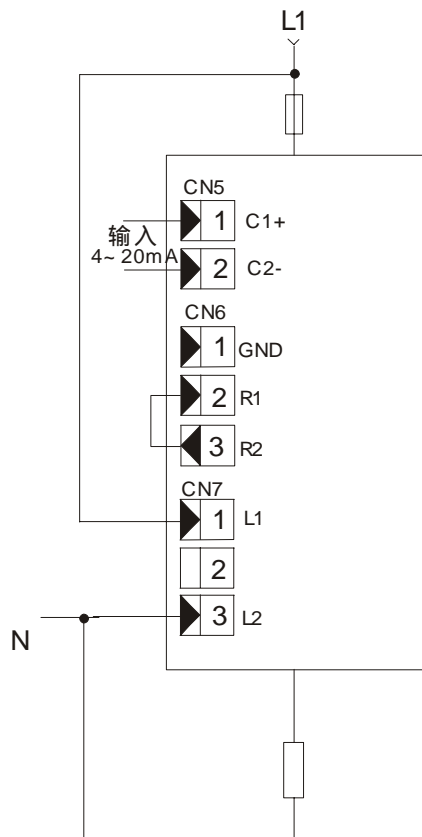 L1
CN5
1 C1+
输入
4~20mA
2 C2-
CN6
1 GND
2 R1
3 R2
CN7
1 L1
2
3 L2
N